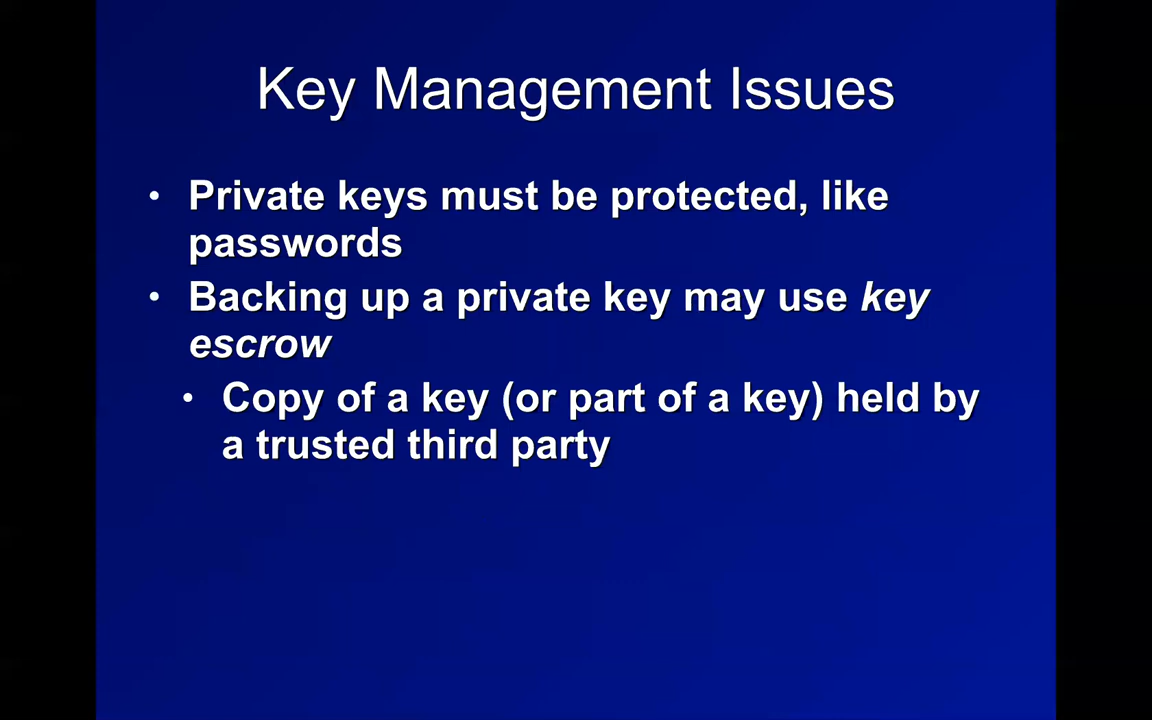 Key Management Issues
• Private keys must be protected, like
passwords
• Backing up a private key may use key
escrow
• Copy of a key (or part of a key) held by
a trusted third party